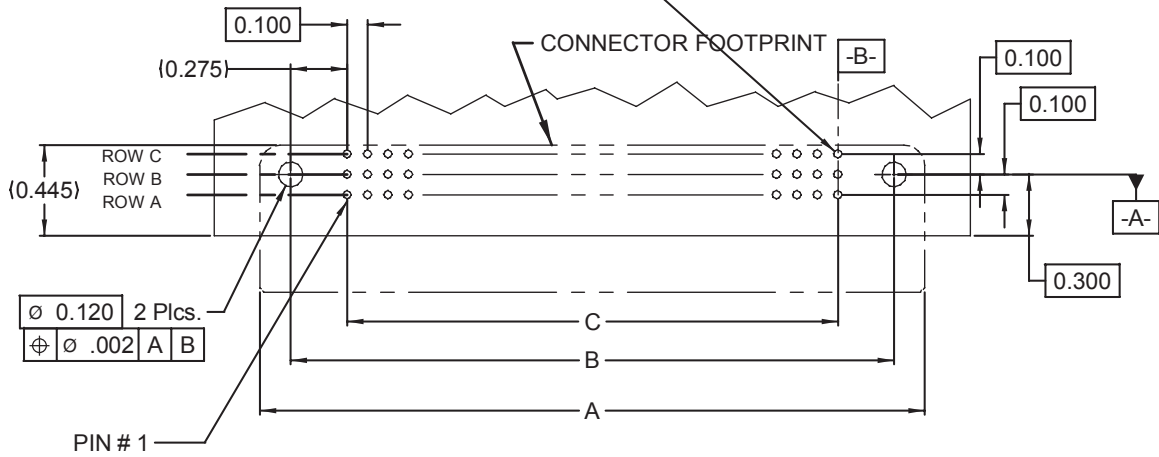 0.100
CONNECTOR FOOTPRINT
-B-
0.100
(0.275)
0.100
ROW C
ROW B
(0.445)
ROW A
-A-
0.300
Ø 0.120 2 Plcs.
C
⌖ Ø .002 A B
B
A
PIN # 1